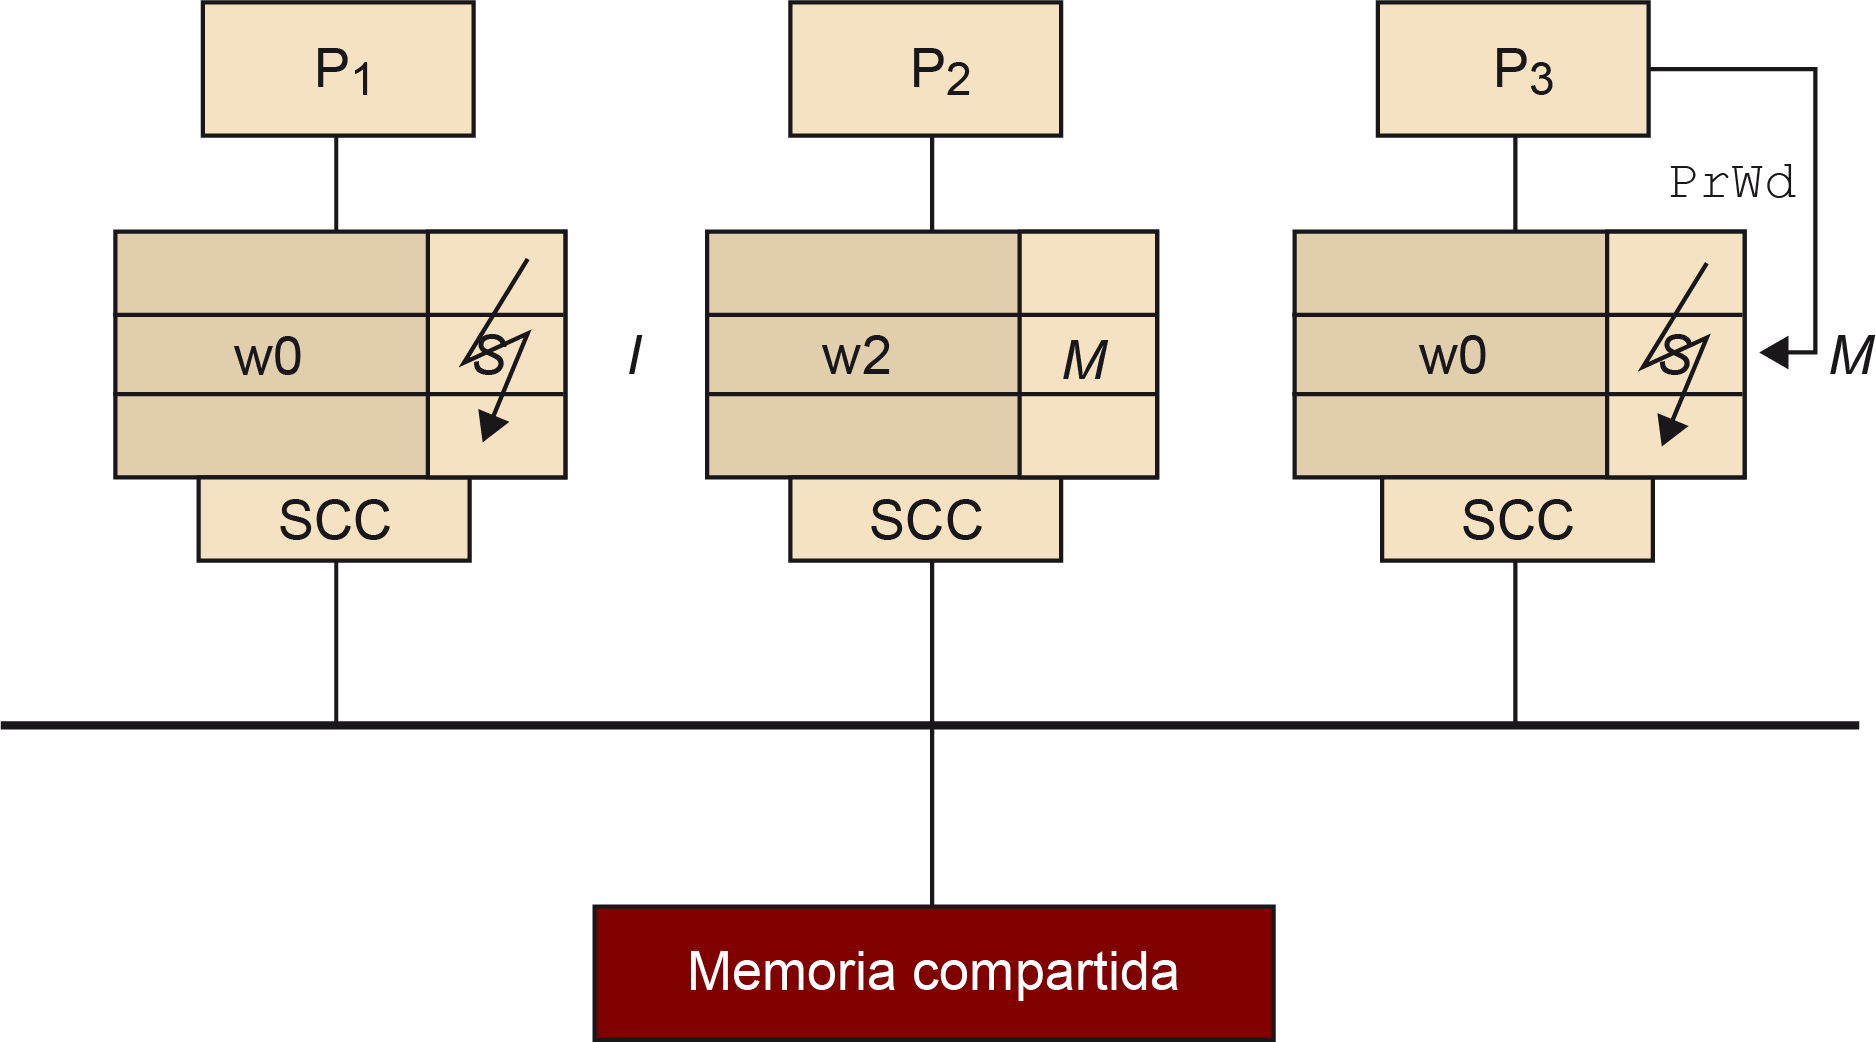 P1
P2
P3
PrWd
w0 S I
w2 M
w0 S M
SCC
SCC
SCC
Memoria compartida